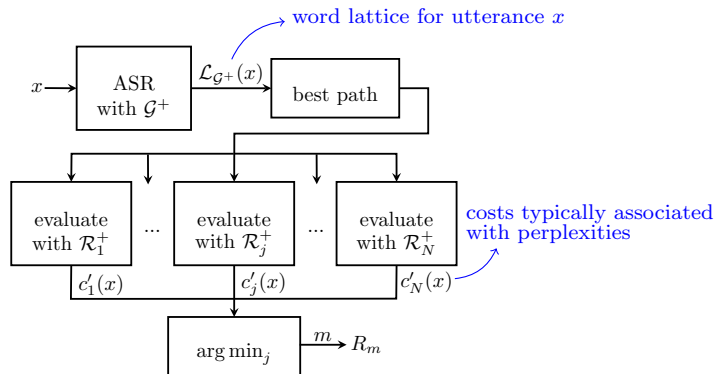 word lattice for utterance x
x
ASR
with 𝒢⁺
ℒ_𝒢⁺(x)
best path
evaluate
with ℛ₁⁺
...
evaluate
with ℛⱼ⁺
...
evaluate
with ℛ_N⁺
costs typically associated
with perplexities
c′₁(x)
c′ⱼ(x)
c′_N(x)
arg minⱼ
m
R_m